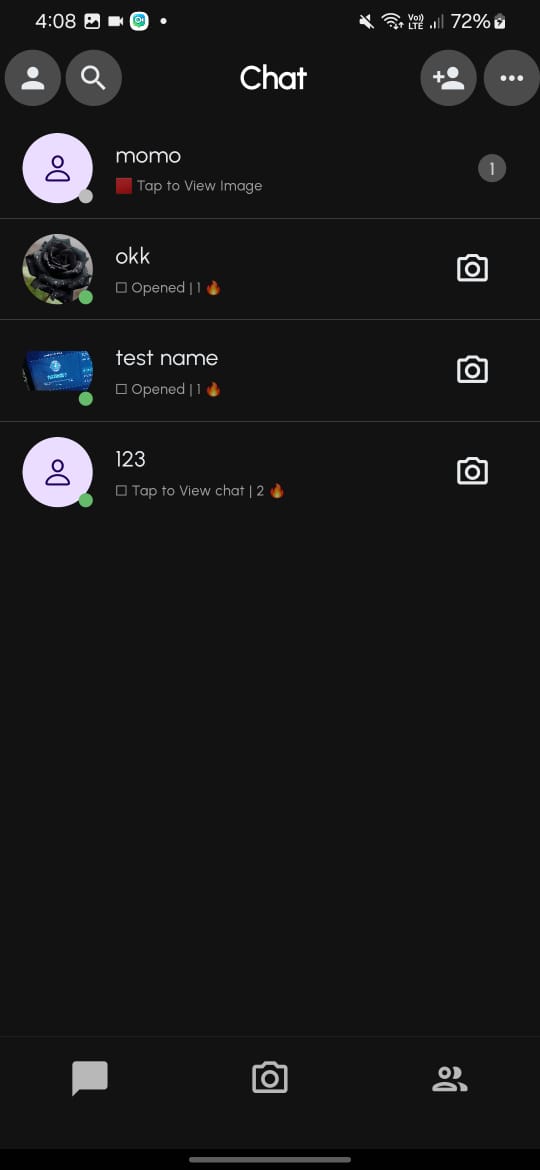 4:08 Vo)) LTE 72%
Chat
momo
Tap to View Image
1
okk
Opened | 1 🔥
test name
Opened | 1 🔥
123
Tap to View chat | 2 🔥